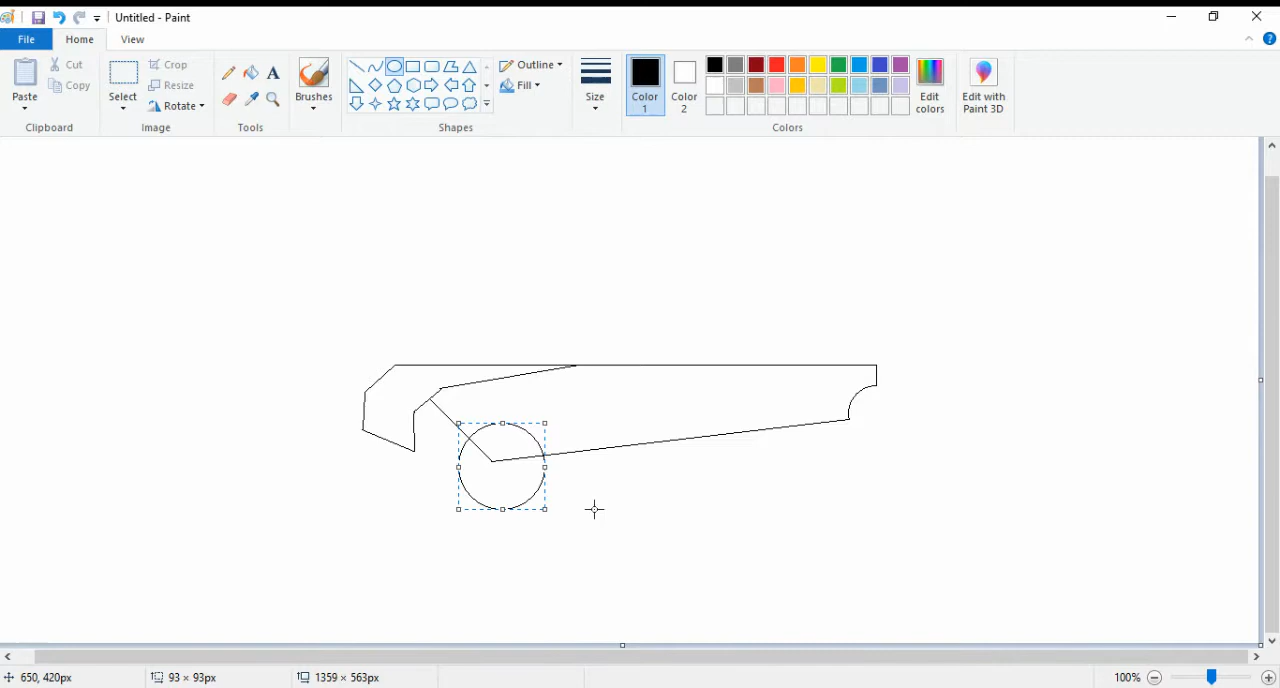 Untitled - Paint
File Home View
Paste Cut Copy
Select Crop Resize Rotate
A
Brushes
Outline Fill
Size
Color 1 Color 2
Edit colors
Edit with Paint 3D
Clipboard Image Tools Shapes Colors
650, 420px 93 × 93px 1359 × 563px 100%